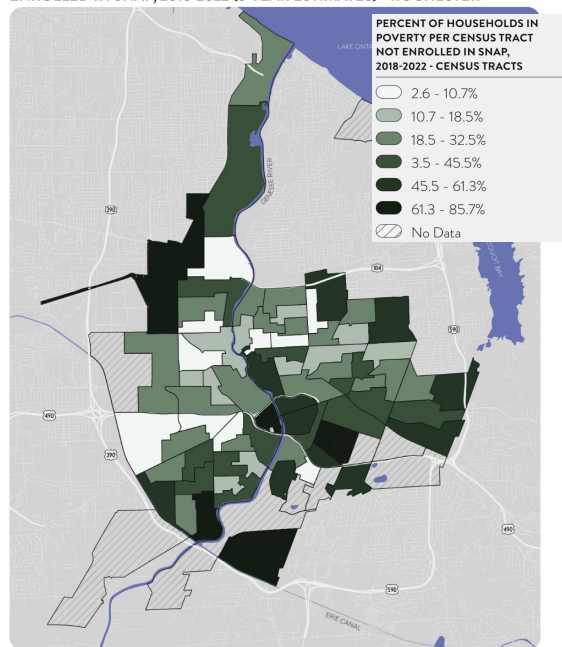 PERCENT OF HOUSEHOLDS IN
POVERTY PER CENSUS TRACT
NOT ENROLLED IN SNAP,
2018-2022 - CENSUS TRACTS
2.6 - 10.7%
10.7 - 18.5%
18.5 - 32.5%
3.5 - 45.5%
45.5 - 61.3%
61.3 - 85.7%
No Data
LAKE ONTA
GENESEE RIVER
390
104
590
490
390
490
590
ERIE CANAL